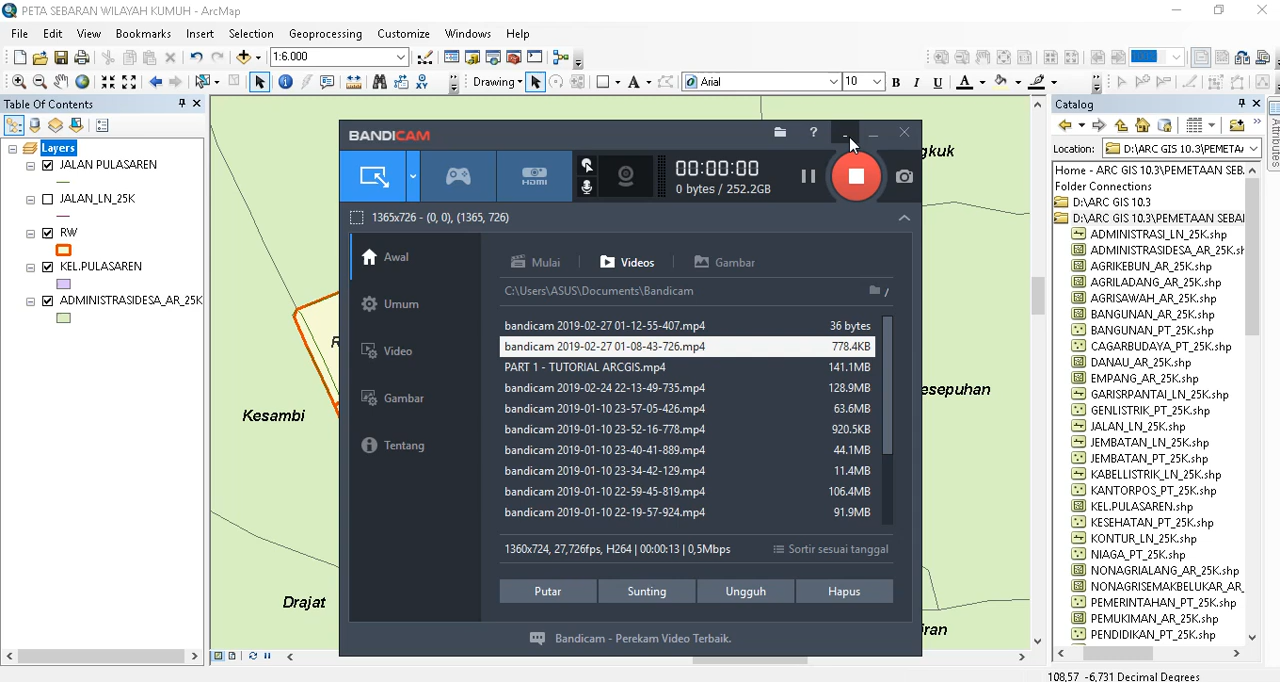 PETA SEBARAN WILAYAH KUMUH - ArcMap
File Edit View Bookmarks Insert Selection Geoprocessing Customize Windows Help
1:6.000
Drawing Arial 10 B I U A
Table Of Contents
Layers
JALAN PULASAREN
JALAN_LN_25K
RW
KEL.PULASAREN
ADMINISTRASIDESA_AR_25K
Kesambi
Drajat
gkuk
esepuhan
iran
BANDICAM
HDMI
00:00:00
0 bytes / 252.2GB
1365x726 - (0, 0), (1365, 726)
Awal
Umum
Video
Gambar
Tentang
Mulai Videos Gambar
C:\Users\ASUS\Documents\Bandicam
bandicam 2019-02-27 01-12-55-407.mp4 36 bytes
bandicam 2019-02-27 01-08-43-726.mp4 778.4KB
PART 1 - TUTORIAL ARCGIS.mp4 141.1MB
bandicam 2019-02-24 22-13-49-735.mp4 128.9MB
bandicam 2019-01-10 23-57-05-426.mp4 63.6MB
bandicam 2019-01-10 23-52-16-778.mp4 920.5KB
bandicam 2019-01-10 23-40-41-889.mp4 44.1MB
bandicam 2019-01-10 23-34-42-129.mp4 11.4MB
bandicam 2019-01-10 22-59-45-819.mp4 106.4MB
bandicam 2019-01-10 22-19-57-924.mp4 91.9MB
1360x724, 27,726fps, H264 | 00:00:13 | 0,5Mbps Sortir sesuai tanggal
Putar Sunting Ungguh Hapus
Bandicam - Perekam Video Terbaik.
Catalog
Location: D:\ARC GIS 10.3\PEMETA
Home - ARC GIS 10.3\PEMETAAN SEB
Folder Connections
D:\ARC GIS 10.3
D:\ARC GIS 10.3\PEMETAAN SEBA
ADMINISTRASI_LN_25K.shp
ADMINISTRASIDESA_AR_25K.sh
AGRIKEBUN_AR_25K.shp
AGRILADANG_AR_25K.shp
AGRISAWAH_AR_25K.shp
BANGUNAN_AR_25K.shp
BANGUNAN_PT_25K.shp
CAGARBUDAYA_PT_25K.shp
DANAU_AR_25K.shp
EMPANG_AR_25K.shp
GARISRPANTAI_LN_25K.shp
GENLISTRIK_PT_25K.shp
JALAN_LN_25K.shp
JEMBATAN_LN_25K.shp
JEMBATAN_PT_25K.shp
KABELLISTRIK_LN_25K.shp
KANTORPOS_PT_25K.shp
KEL.PULASAREN.shp
KESEHATAN_PT_25K.shp
KONTUR_LN_25K.shp
NIAGA_PT_25K.shp
NONAGRIALANG_AR_25K.shp
NONAGRISEMAKBELUKAR_AR_
PEMERINTAHAN_PT_25K.shp
PEMUKIMAN_AR_25K.shp
PENDIDIKAN_PT_25K.shp
Attributes
108,57 -6,731 Decimal Degrees